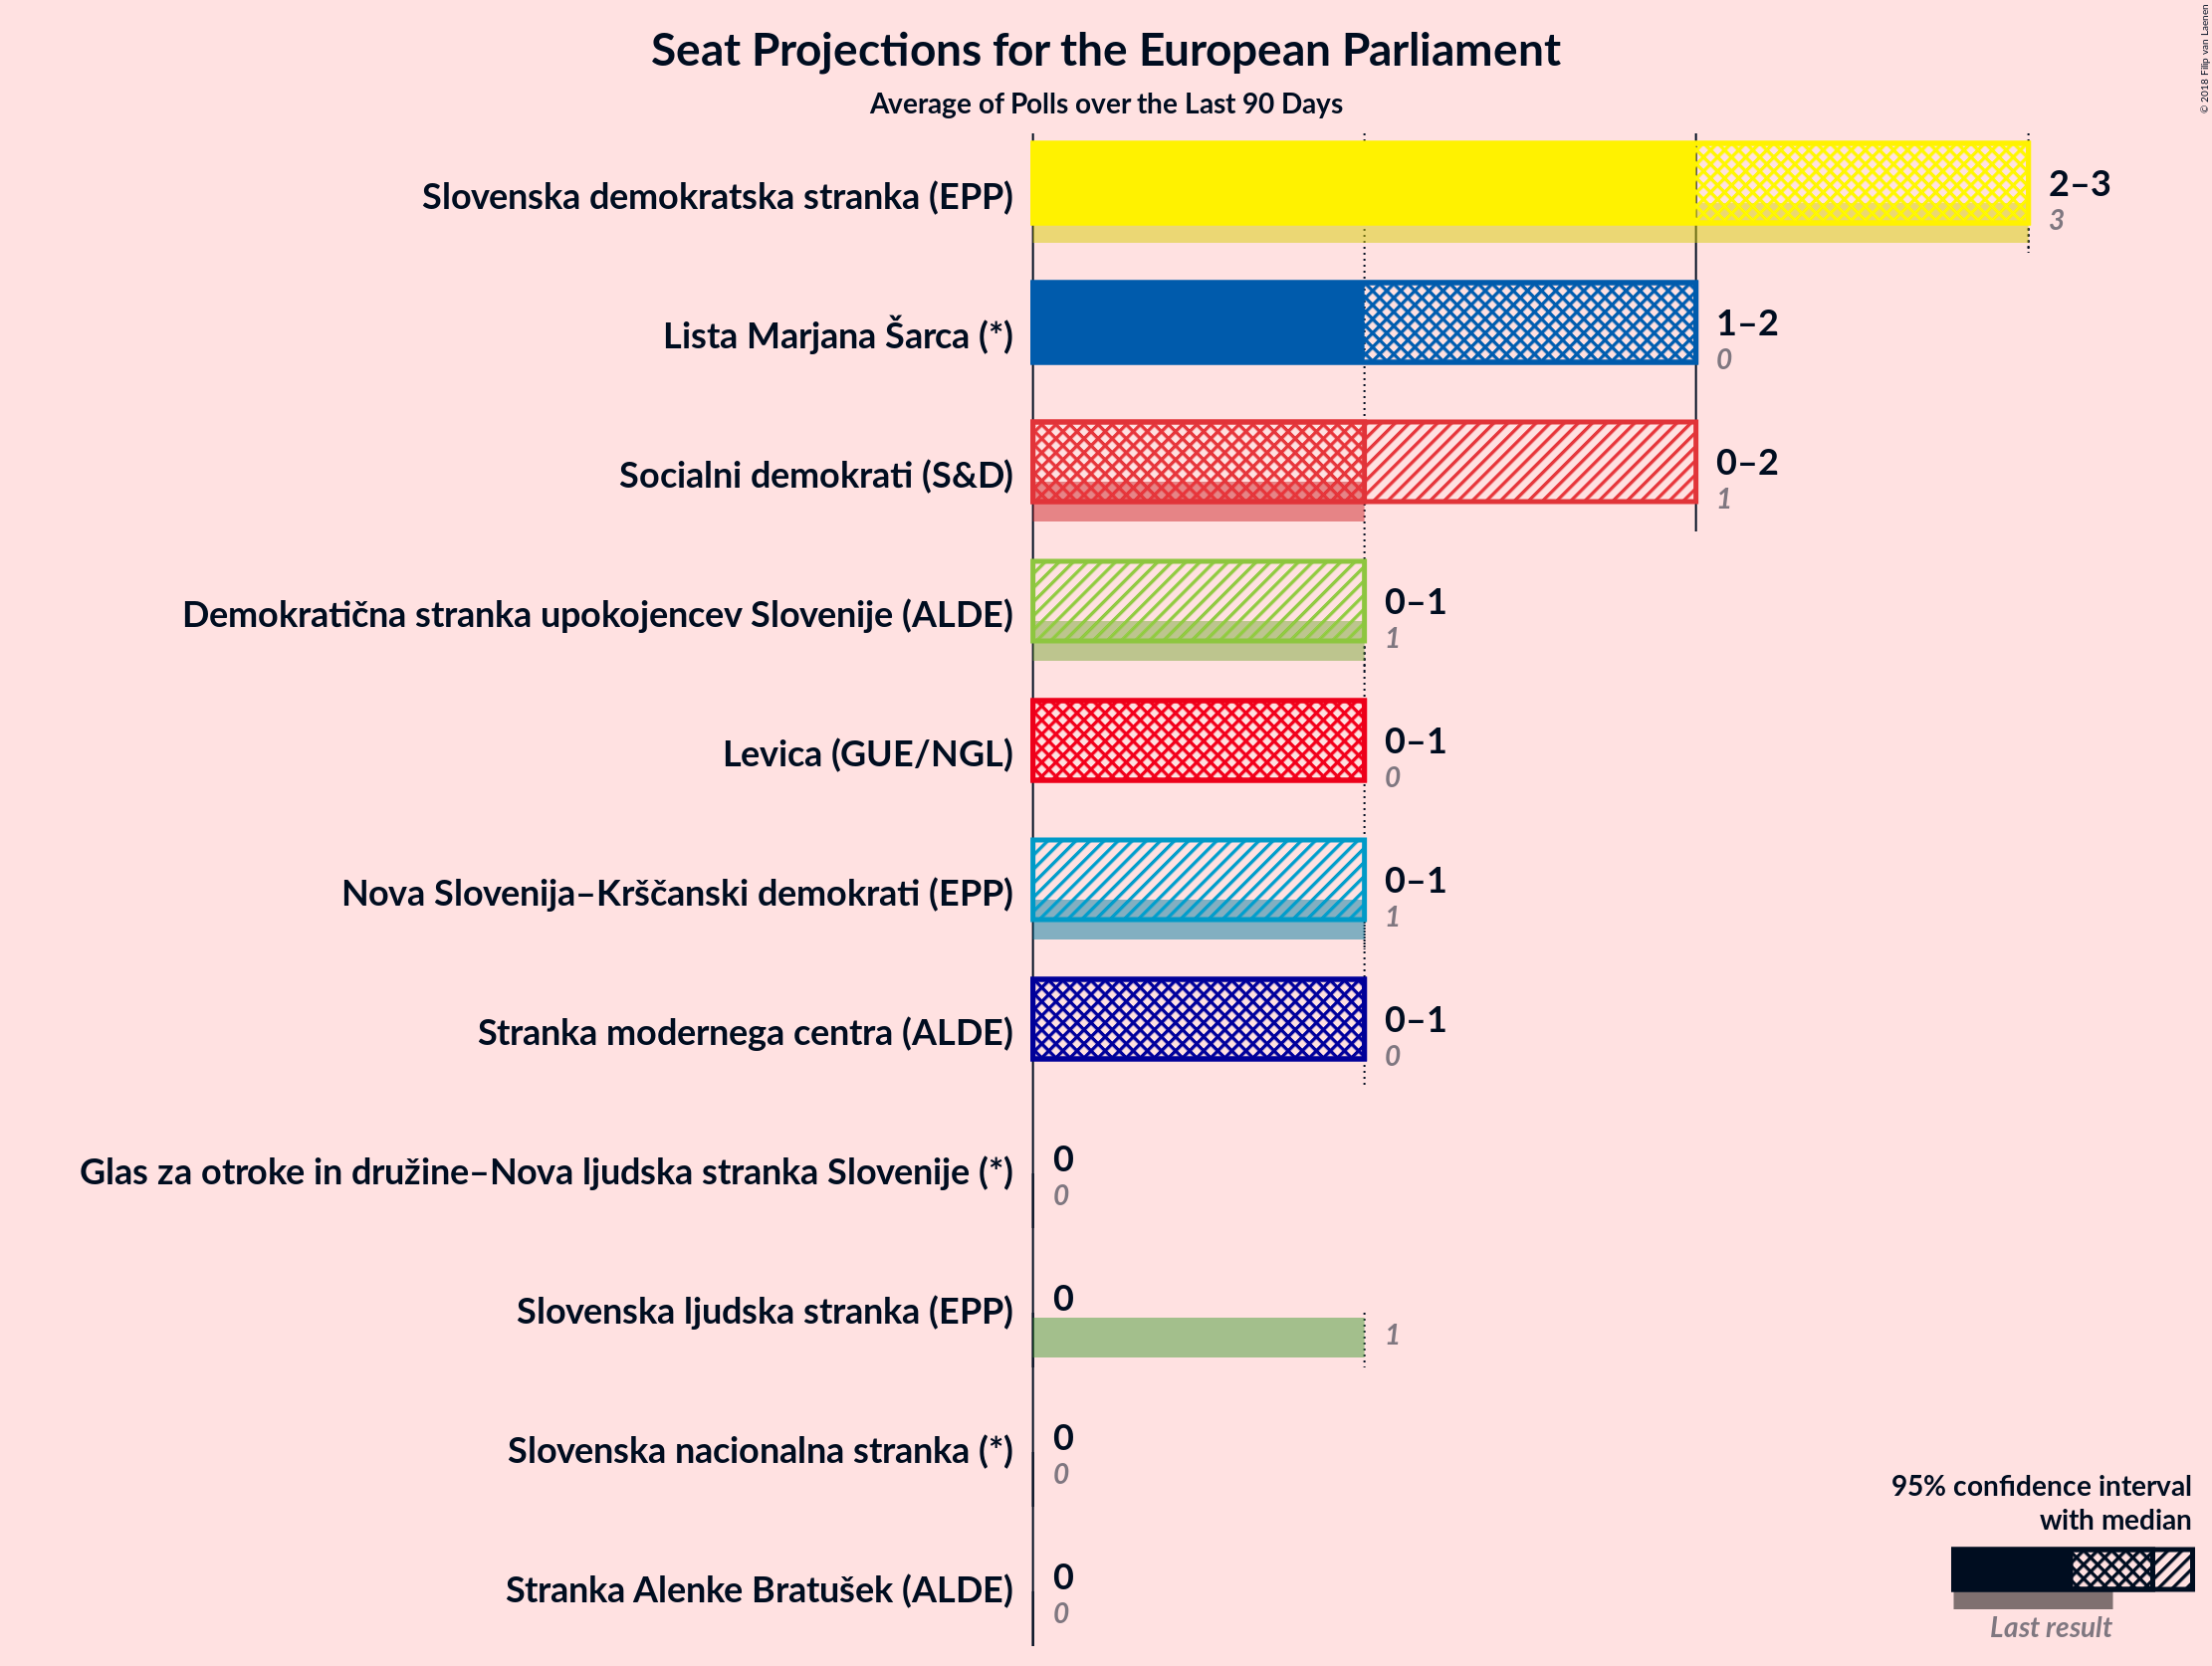 Seat Projections for the European Parliament
Average of Polls over the Last 90 Days
© 2018 Filip van Laenen
Slovenska demokratska stranka (EPP)
2–3
3
Lista Marjana Šarca (*)
1–2
0
Socialni demokrati (S&D)
0–2
1
Demokratična stranka upokojencev Slovenije (ALDE)
0–1
1
Levica (GUE/NGL)
0–1
0
Nova Slovenija–Krščanski demokrati (EPP)
0–1
1
Stranka modernega centra (ALDE)
0–1
0
Glas za otroke in družine–Nova ljudska stranka Slovenije (*)
0
0
Slovenska ljudska stranka (EPP)
0
1
Slovenska nacionalna stranka (*)
0
0
Stranka Alenke Bratušek (ALDE)
0
0
95% confidence interval
with median
Last result